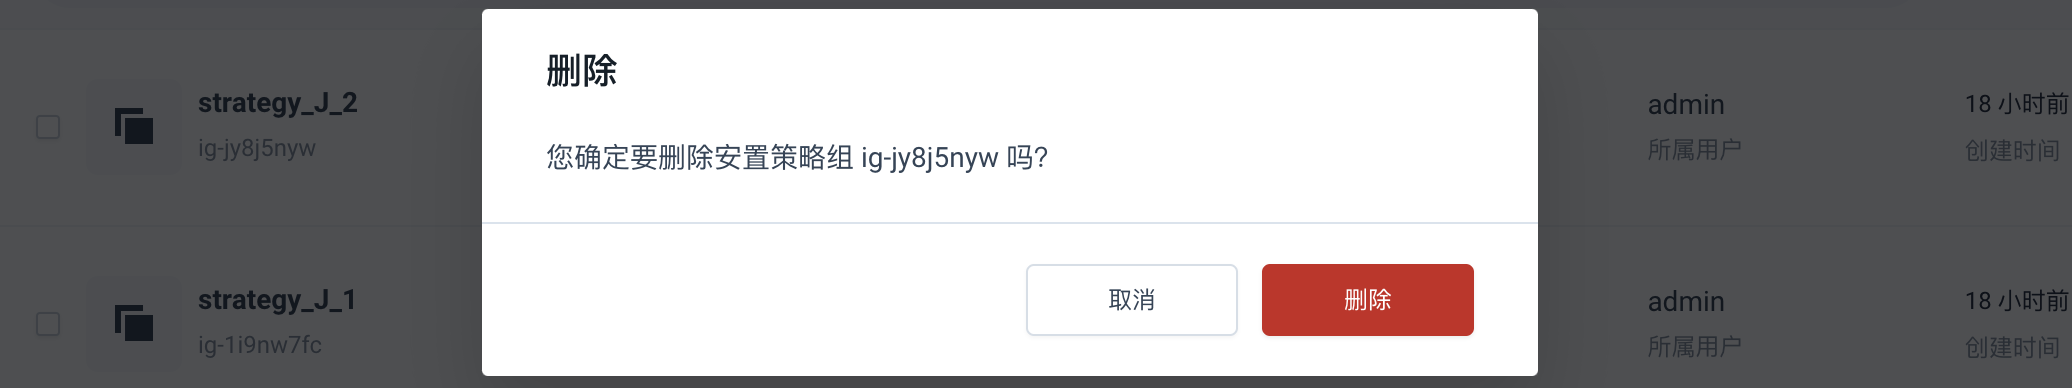 strategy_J_2
ig-jy8j5nyw
admin
所属用户
18 小时前
创建时间
删除
您确定要删除安置策略组 ig-jy8j5nyw 吗?
取消
删除
strategy_J_1
ig-1i9nw7fc
admin
所属用户
18 小时前
创建时间